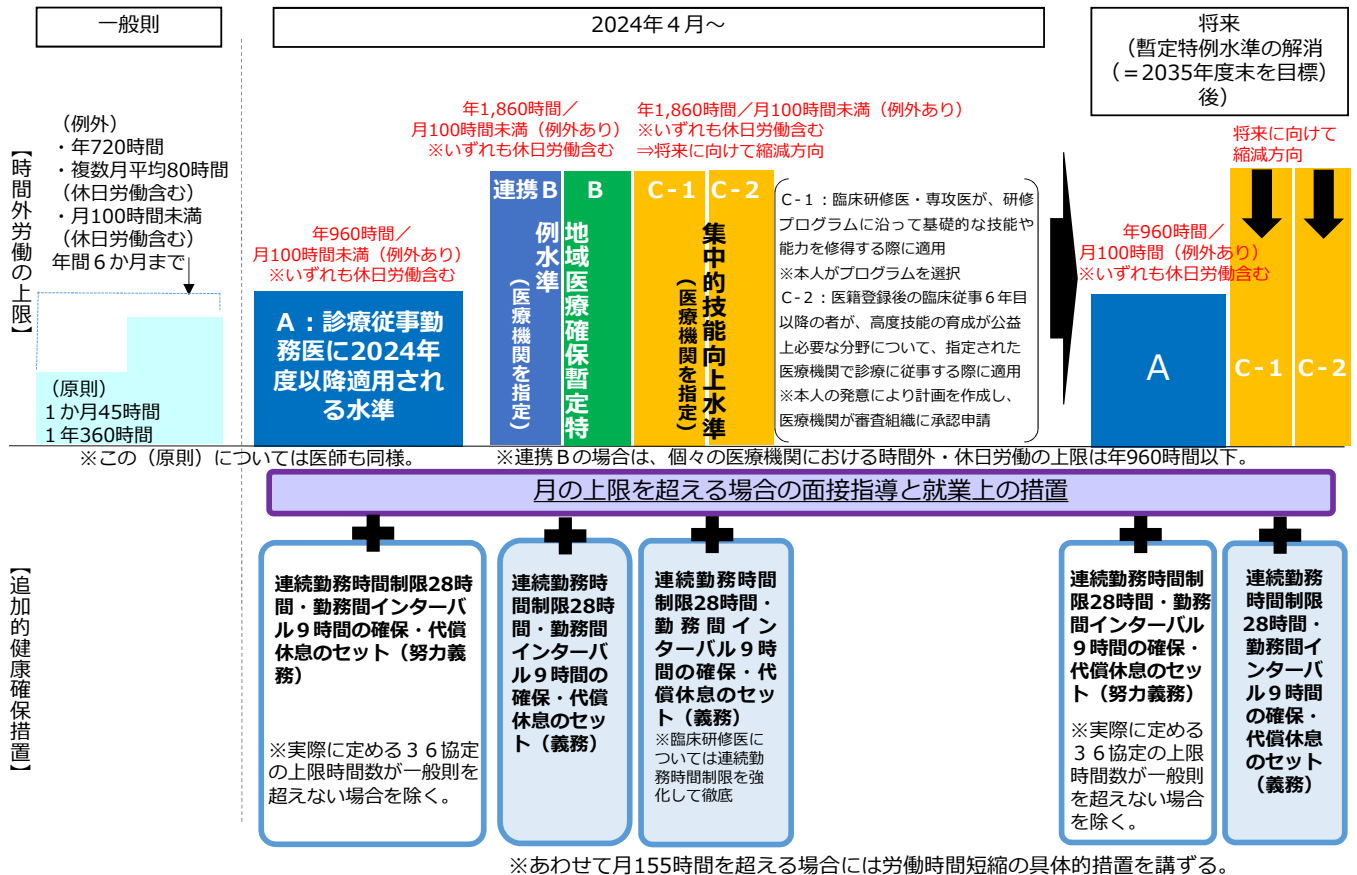 一般則
2024年４月～
将来
（暫定特例水準の解消
（＝2035年度末を目標）
後）
【時間外労働の上限】
（例外）
・年720時間
・複数月平均80時間
（休日労働含む）
・月100時間未満
（休日労働含む）
年間６か月まで
（原則）
１か月45時間
１年360時間
※この（原則）については医師も同様。
年960時間／
月100時間未満（例外あり）
※いずれも休日労働含む
A：診療従事勤
務医に2024年
度以降適用され
る水準
年1,860時間／
月100時間未満（例外あり）
※いずれも休日労働含む
連携Ｂ
Ｂ
地域医療確保暫定特
例水準
（医療機関を指定）
年1,860時間／月100時間未満（例外あり）
※いずれも休日労働含む
⇒将来に向けて縮減方向
C-1
C-2
集中的技能向上水準
（医療機関を指定）
C-1：臨床研修医・専攻医が、研修
プログラムに沿って基礎的な技能や
能力を修得する際に適用
※本人がプログラムを選択
C-2：医籍登録後の臨床従事６年目
以降の者が、高度技能の育成が公益
上必要な分野について、指定された
医療機関で診療に従事する際に適用
※本人の発意により計画を作成し、
医療機関が審査組織に承認申請
※連携Ｂの場合は、個々の医療機関における時間外・休日労働の上限は年960時間以下。
年960時間／
月100時間（例外あり）
※いずれも休日労働含む
A
将来に向けて
縮減方向
C-1
C-2
月の上限を超える場合の面接指導と就業上の措置
【追加的健康確保措置】
連続勤務時間制限28時
間・勤務間インターバ
ル９時間の確保・代償
休息のセット（努力義
務）
※実際に定める３６協定
の上限時間数が一般則を
超えない場合を除く。
連続勤務時
間制限28時
間・勤務間
インターバ
ル９時間の
確保・代償
休息のセッ
ト（義務）
連続勤務時間
制限28時間・
勤務間イン
ターバル９時
間の確保・代
償休息のセッ
ト（義務）
※臨床研修医に
ついては連続勤
務時間制限を強
化して徹底
連続勤務時間制
限28時間・勤務
間インターバル
９時間の確保・
代償休息のセッ
ト（努力義務）
※実際に定める
３６協定の上限
時間数が一般則
を超えない場合
を除く。
連続勤務
時間制限
28時間・
勤務間イ
ンターバ
ル９時間
の確保・
代償休息
のセット
（義務）
※あわせて月155時間を超える場合には労働時間短縮の具体的措置を講ずる。